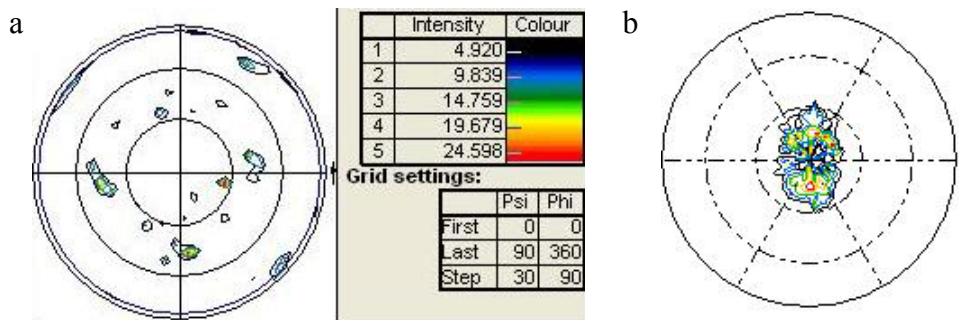 a
Intensity Colour
1 4.920
2 9.839
3 14.759
4 19.679
5 24.598
Grid settings:
Psi Phi
First 0 0
Last 90 360
Step 30 90
b